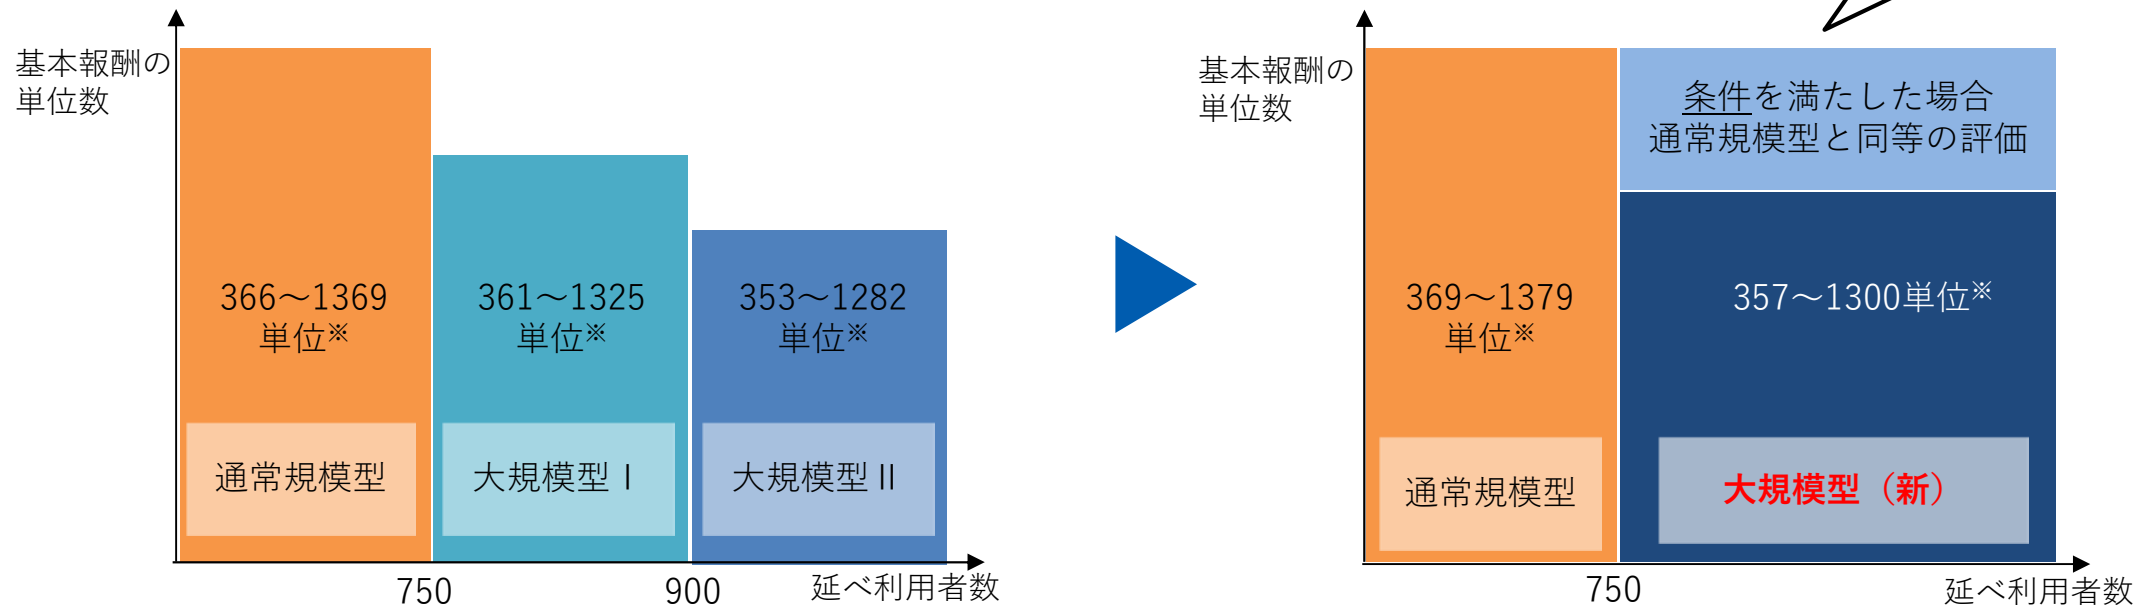 基本報酬の
単位数
366～1369
単位※
361～1325
単位※
353～1282
単位※
通常規模型
大規模型Ⅰ
大規模型Ⅱ
750
900
延べ利用者数
基本報酬の
単位数
条件を満たした場合
通常規模型と同等の評価
369～1379
単位※
357～1300単位※
通常規模型
大規模型（新）
750
延べ利用者数